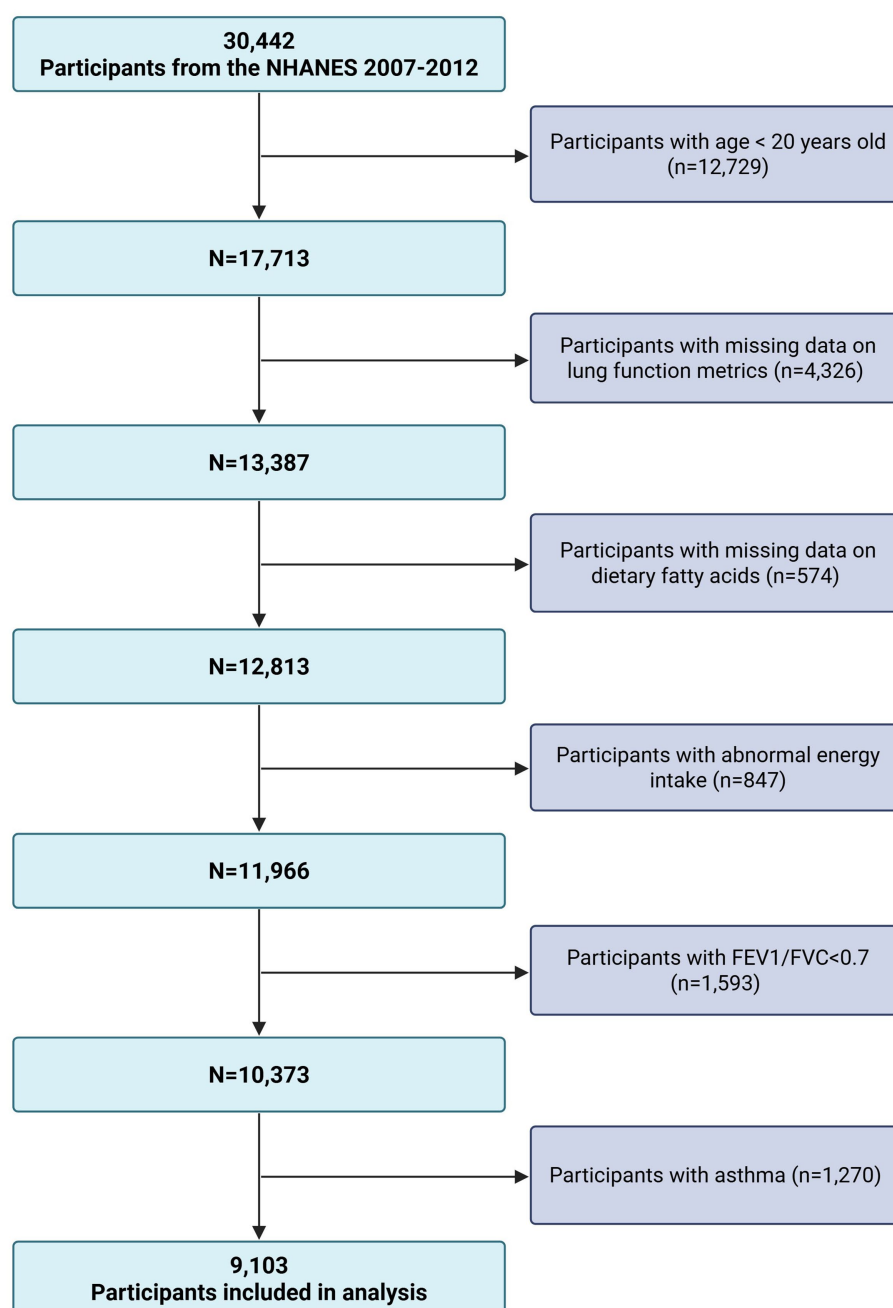 30,442
Participants from the NHANES 2007-2012
Participants with age < 20 years old
(n=12,729)
N=17,713
Participants with missing data on
lung function metrics (n=4,326)
N=13,387
Participants with missing data on
dietary fatty acids (n=574)
N=12,813
Participants with abnormal energy
intake (n=847)
N=11,966
Participants with FEV1/FVC<0.7
(n=1,593)
N=10,373
Participants with asthma (n=1,270)
9,103
Participants included in analysis